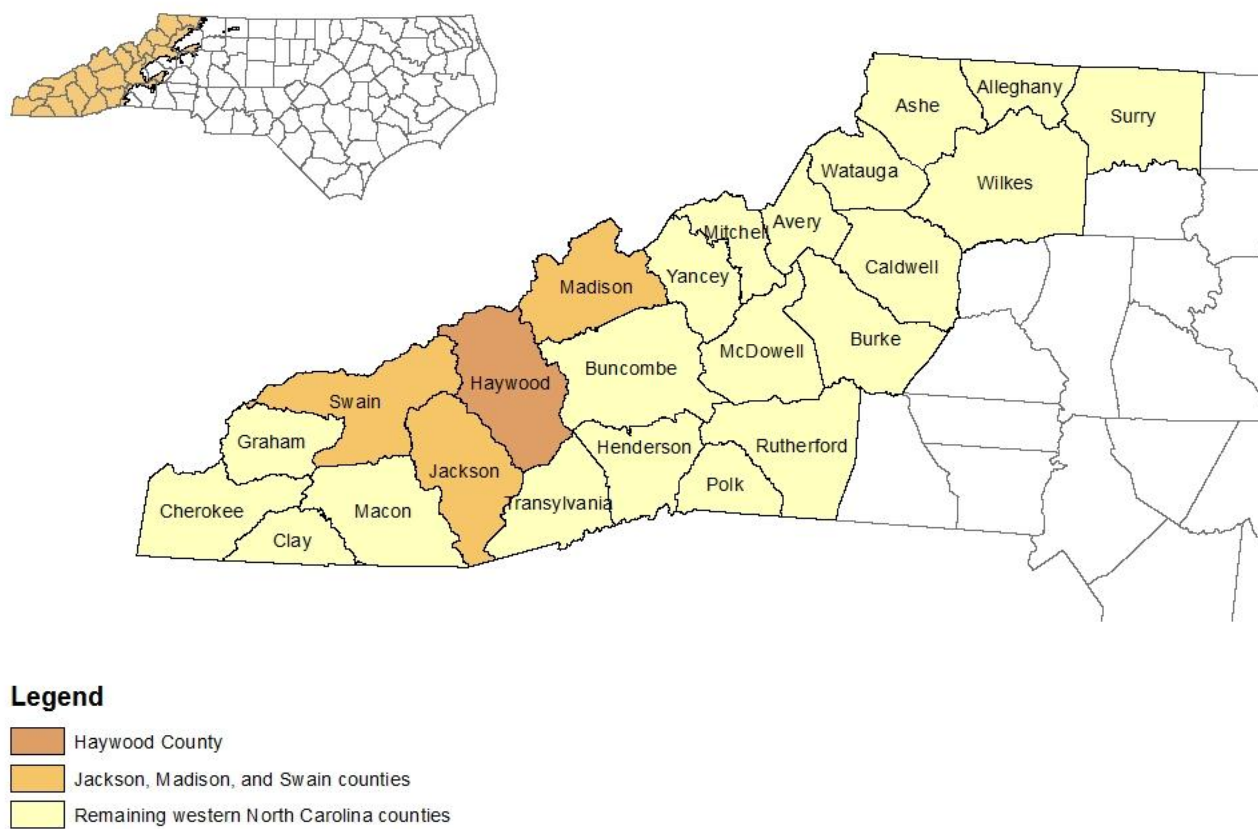 Alleghany
Ashe
Surry
Watauga
Wilkes
Avery
Mitchell
Caldwell
Yancey
Madison
Burke
McDowell
Buncombe
Haywood
Swain
Graham
Henderson
Rutherford
Jackson
Polk
Transylvania
Cherokee
Macon
Clay
Legend
Haywood County
Jackson, Madison, and Swain counties
Remaining western North Carolina counties